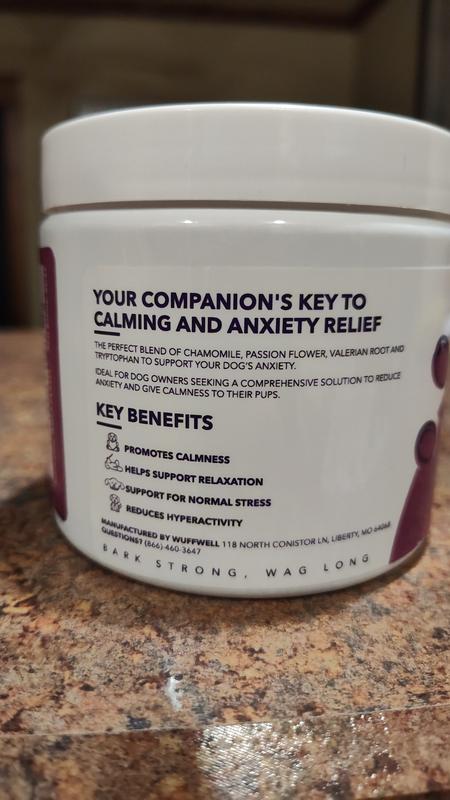 YOUR COMPANION'S KEY TO
CALMING AND ANXIETY RELIEF
THE PERFECT BLEND OF CHAMOMILE, PASSION FLOWER, VALERIAN ROOT AND
TRYPTOPHAN TO SUPPORT YOUR DOG'S ANXIETY.
IDEAL FOR DOG OWNERS SEEKING A COMPREHENSIVE SOLUTION TO REDUCE
ANXIETY AND GIVE CALMNESS TO THEIR PUPS.
KEY BENEFITS
PROMOTES CALMNESS
HELPS SUPPORT RELAXATION
SUPPORT FOR NORMAL STRESS
REDUCES HYPERACTIVITY
MANUFACTURED BY WUFFWELL 118 NORTH CONISTOR LN, LIBERTY, MO 64068
QUESTIONS? (866)-460-3647
BARK STRONG, WAG LONG